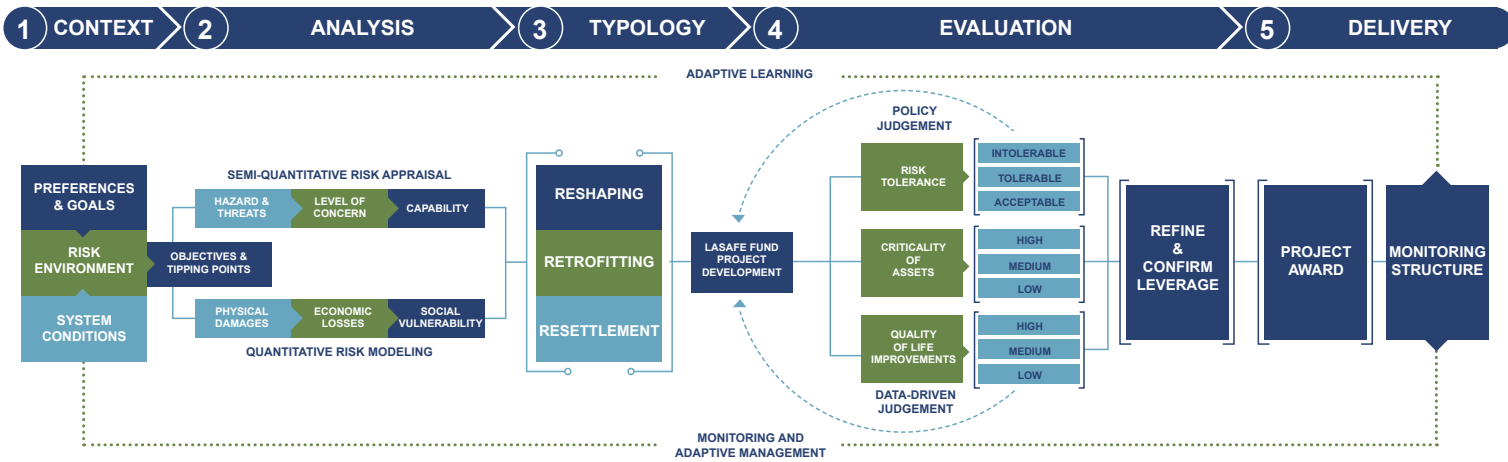 1 CONTEXT
2 ANALYSIS
3 TYPOLOGY
4 EVALUATION
5 DELIVERY
ADAPTIVE LEARNING
PREFERENCES
& GOALS
RISK
ENVIRONMENT
SYSTEM
CONDITIONS
OBJECTIVES &
TIPPING POINTS
SEMI-QUANTITATIVE RISK APPRAISAL
HAZARD &
THREATS
LEVEL OF
CONCERN
CAPABILITY
PHYSICAL
DAMAGES
ECONOMIC
LOSSES
SOCIAL
VULNERABILITY
QUANTITATIVE RISK MODELING
RESHAPING
RETROFITTING
RESETTLEMENT
LASAFE FUND
PROJECT
DEVELOPMENT
POLICY
JUDGEMENT
RISK
TOLERANCE
INTOLERABLE
TOLERABLE
ACCEPTABLE
CRITICALITY
OF
ASSETS
HIGH
MEDIUM
LOW
QUALITY
OF LIFE
IMPROVEMENTS
HIGH
MEDIUM
LOW
DATA-DRIVEN
JUDGEMENT
REFINE
&
CONFIRM
LEVERAGE
PROJECT
AWARD
MONITORING
STRUCTURE
MONITORING AND
ADAPTIVE MANAGEMENT